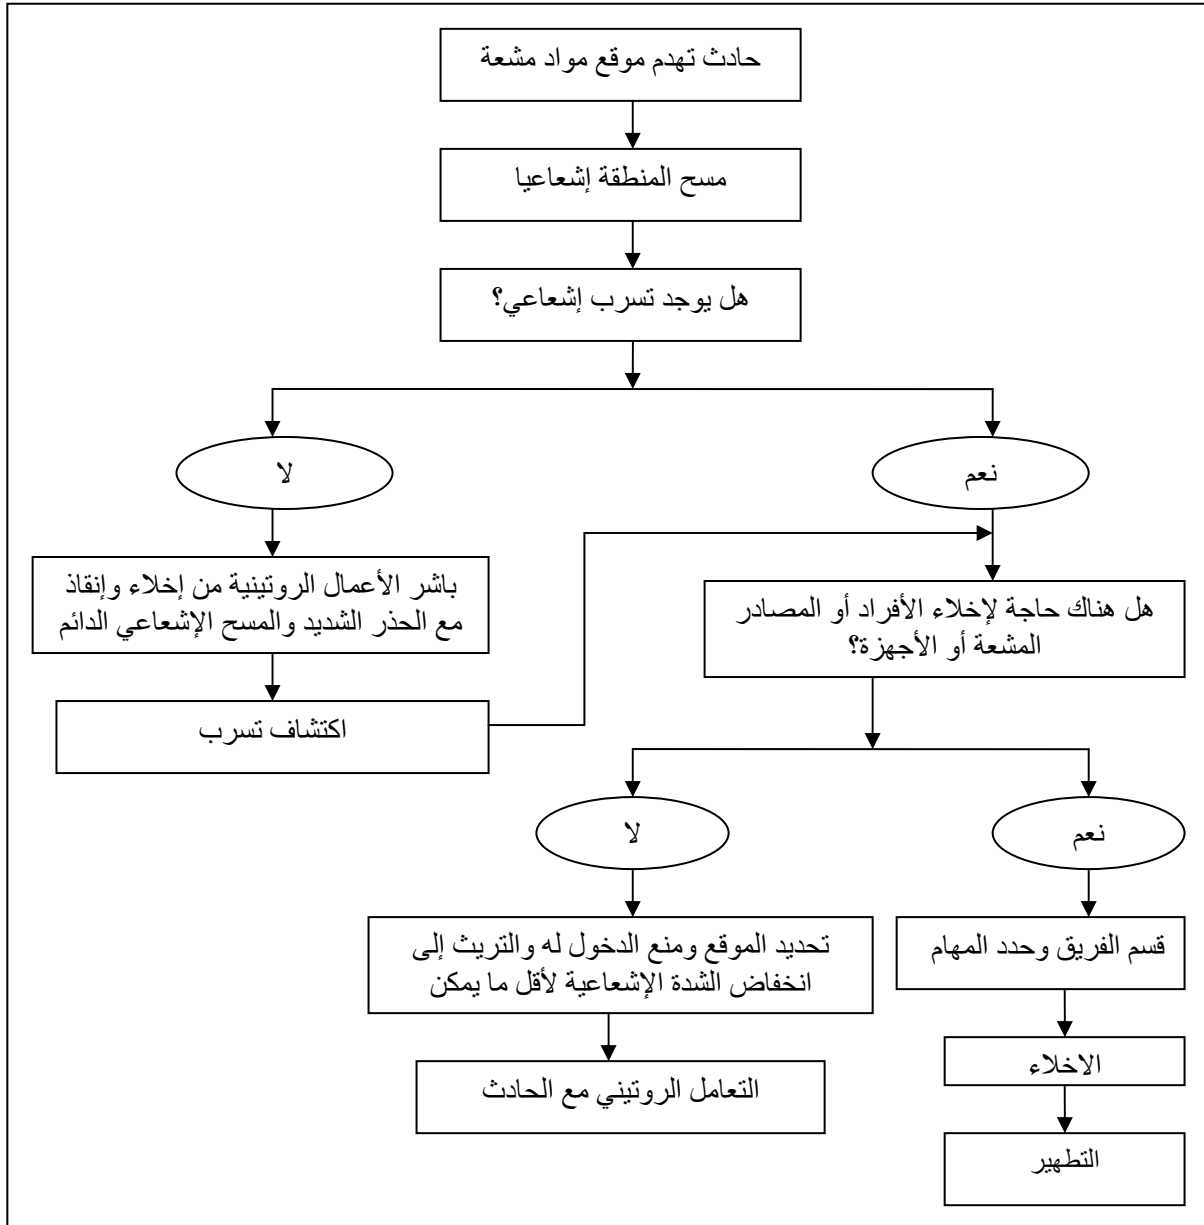 حادث تهدم موقع مواد مشعة
مسح المنطقة إشعاعيا
هل يوجد تسرب إشعاعي؟
نعم
لا
هل هناك حاجة لإخلاء الأفراد أو المصادر
المشعة أو الأجهزة؟
باشر الأعمال الروتينية من إخلاء وإنقاذ
مع الحذر الشديد والمسح الإشعاعي الدائم
اكتشاف تسرب
نعم
لا
قسم الفريق وحدد المهام
تحديد الموقع ومنع الدخول له والتريث إلى
انخفاض الشدة الإشعاعية لأقل ما يمكن
الاخلاء
التعامل الروتيني مع الحادث
التطهير